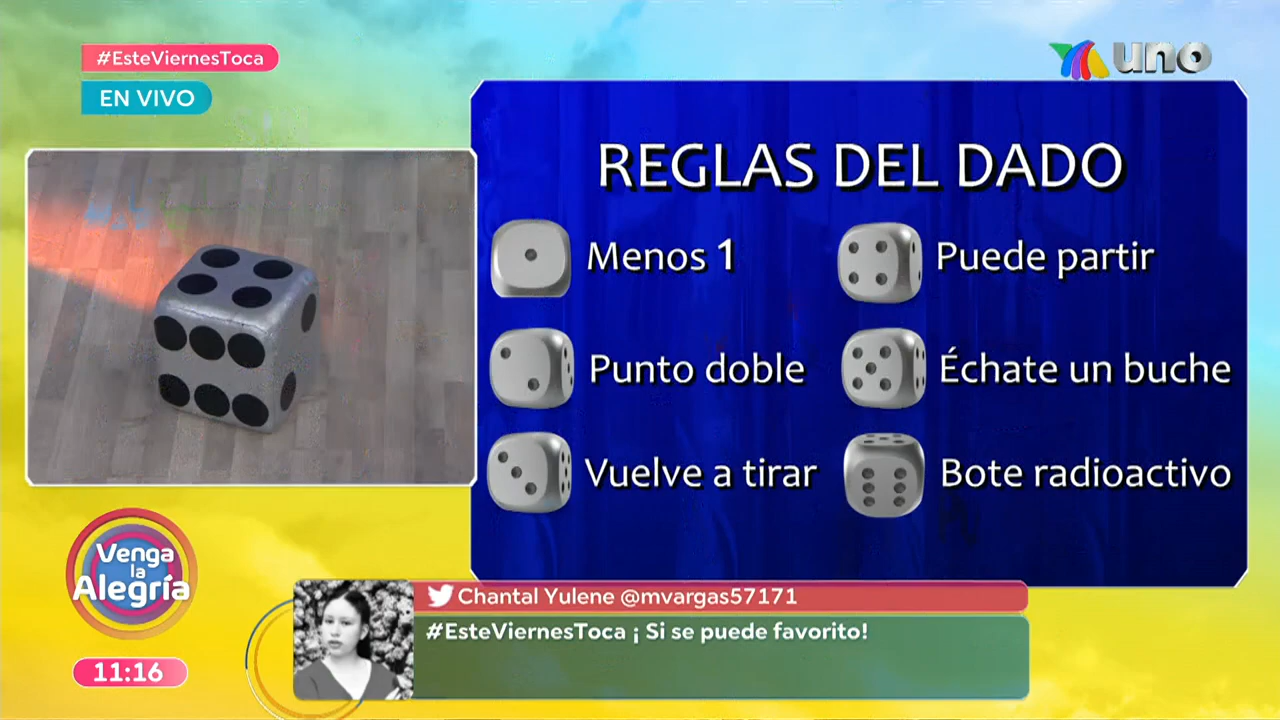 #EsteViernesToca
EN VIVO
uno
REGLAS DEL DADO
Menos 1
Puede partir
Punto doble
Échate un buche
Vuelve a tirar
Bote radioactivo
Venga
la
Alegría
11:16
Chantal Yulene @mvargas57171
#EsteViernesToca ¡ Si se puede favorito!